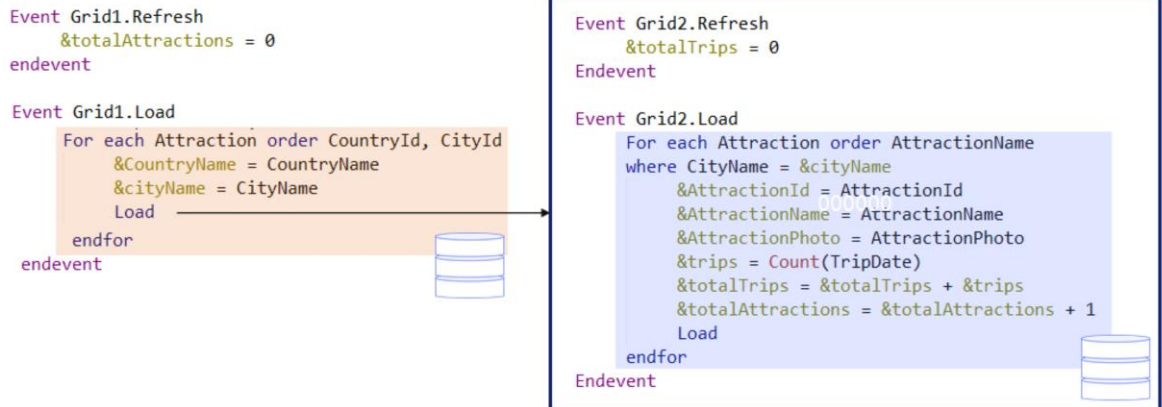 Event Grid1.Refresh
&totalAttractions = 0
endevent
Event Grid1.Load
For each Attraction order CountryId, CityId
&CountryName = CountryName
&cityName = CityName
Load
endfor
endevent
Event Grid2.Refresh
&totalTrips = 0
Endevent
Event Grid2.Load
For each Attraction order AttractionName
where CityName = &cityName
&AttractionId = AttractionId
000000
&AttractionName = AttractionName
&AttractionPhoto = AttractionPhoto
&trips = Count(TripDate)
&totalTrips = &totalTrips + &trips
&totalAttractions = &totalAttractions + 1
Load
endfor
Endevent